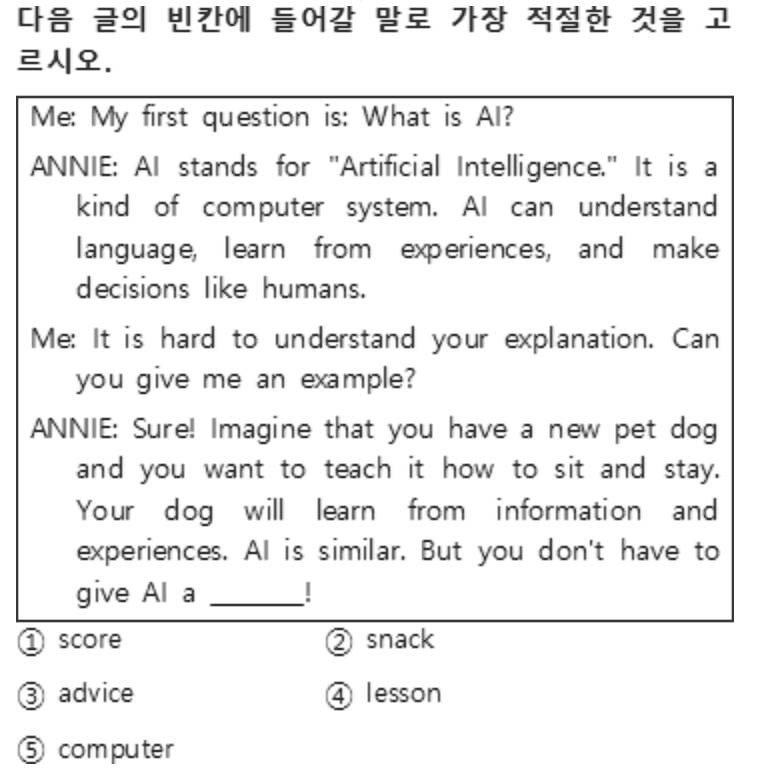 다음 글의 빈칸에 들어갈 말로 가장 적절한 것을 고
르시오.
Me: My first question is: What is AI?
ANNIE: AI stands for "Artificial Intelligence." It is a
kind of computer system. AI can understand
language, learn from experiences, and make
decisions like humans.
Me: It is hard to understand your explanation. Can
you give me an example?
ANNIE: Sure! Imagine that you have a new pet dog
and you want to teach it how to sit and stay.
Your dog will learn from information and
experiences. AI is similar. But you don't have to
give AI a _______!
① score ② snack
③ advice ④ lesson
⑤ computer